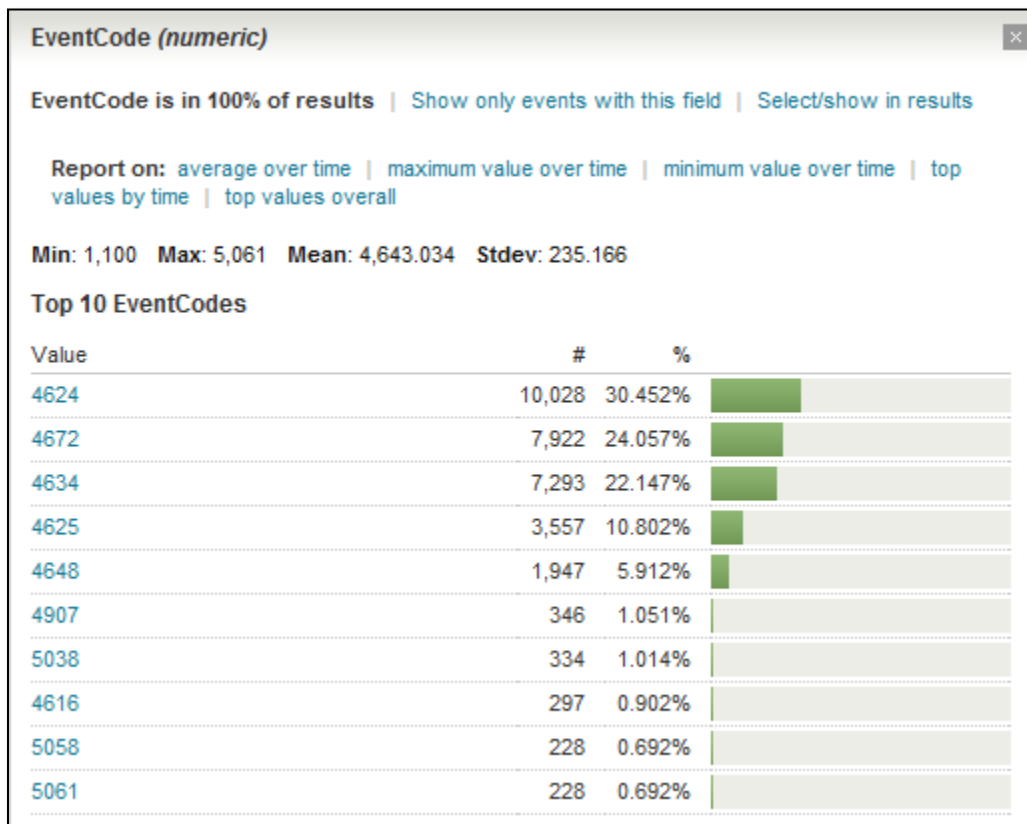 EventCode (numeric)
EventCode is in 100% of results | Show only events with this field | Select/show in results
Report on: average over time | maximum value over time | minimum value over time | top
values by time | top values overall
Min: 1,100 Max: 5,061 Mean: 4,643.034 Stdev: 235.166
Top 10 EventCodes
Value # %
4624 10,028 30.452%
4672 7,922 24.057%
4634 7,293 22.147%
4625 3,557 10.802%
4648 1,947 5.912%
4907 346 1.051%
5038 334 1.014%
4616 297 0.902%
5058 228 0.692%
5061 228 0.692%